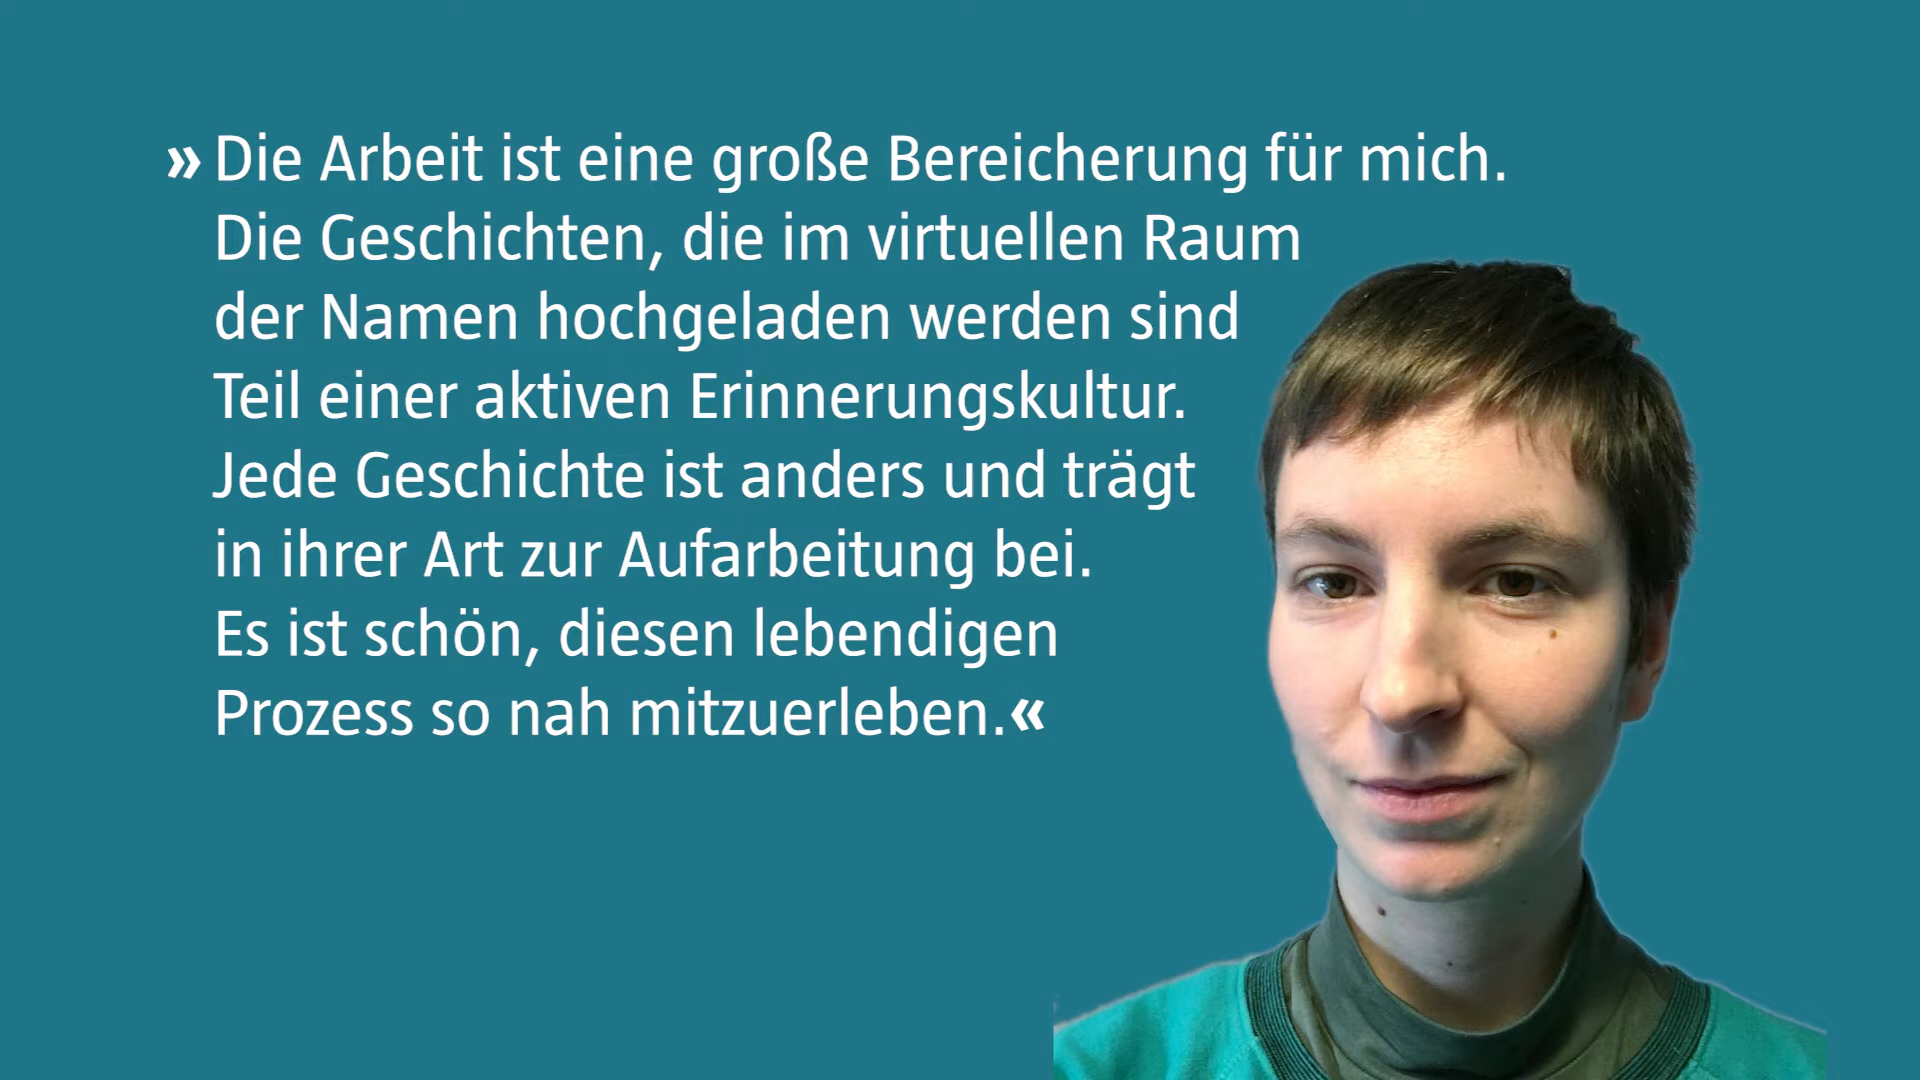 »Die Arbeit ist eine große Bereicherung für mich.
Die Geschichten, die im virtuellen Raum
der Namen hochgeladen werden sind
Teil einer aktiven Erinnerungskultur.
Jede Geschichte ist anders und trägt
in ihrer Art zur Aufarbeitung bei.
Es ist schön, diesen lebendigen
Prozess so nah mitzuerleben.«